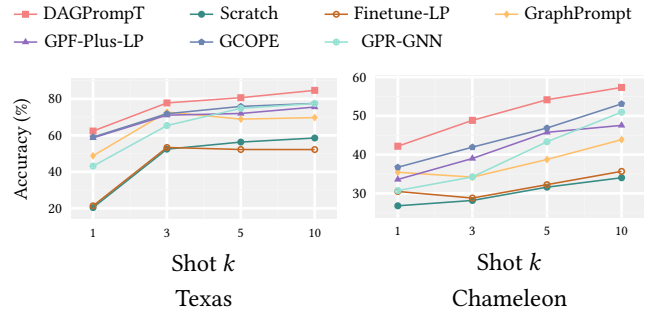 DAGPrompT Scratch Finetune-LP GraphPrompt
GPF-Plus-LP GCOPE GPR-GNN
Accuracy (%)
80
60
40
20
1 3 5 10
Shot k
Texas
60
50
40
30
1 3 5 10
Shot k
Chameleon